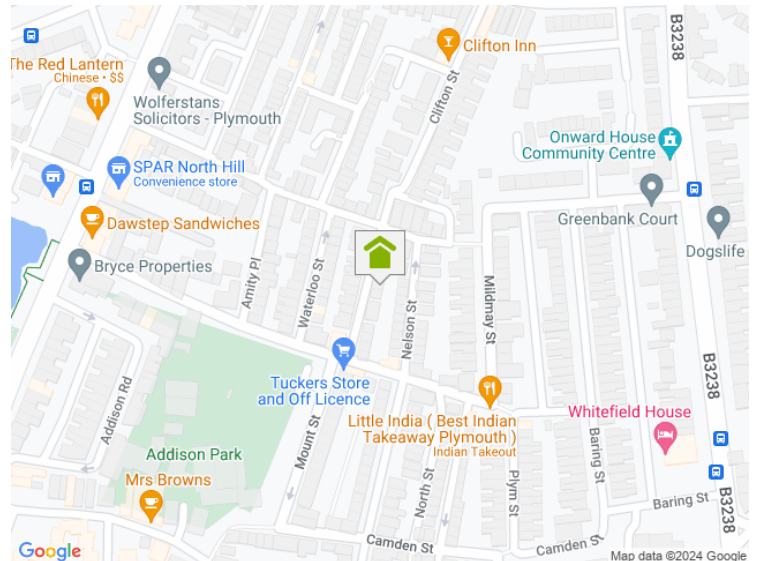 B3238
Clifton Inn
The Red Lantern
Chinese • $$
Wolferstans
Solicitors - Plymouth
Clifton St
Onward House
Community Centre
SPAR North Hill
Convenience store
Greenbank Court
Dawstep Sandwiches
Dogslife
Bryce Properties
Amity Pl
Waterloo St
Mildmay St
Nelson St
B3238
Tuckers Store
and Off Licence
Addison Rd
Little India ( Best Indian
Takeaway Plymouth )
Indian Takeout
Whitefield House
Mount St
Addison Park
Baring St
Plym St
North St
Mrs Browns
Baring St
B3238
Camden St
Camden St
Google
Map data ©2024 Google